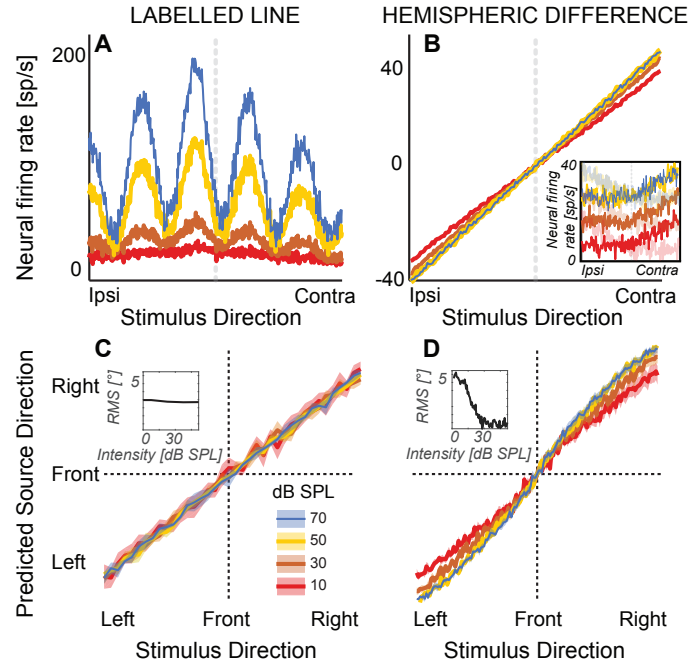 LABELLED LINE
HEMISPHERIC DIFFERENCE
A
Neural firing rate [sp/s]
200
0
Ipsi
Contra
Stimulus Direction
B
40
0
-40
Ipsi
Contra
Stimulus Direction
40
0
Neural firing
rate [sp/s]
Ipsi
Contra
C
Predicted Source Direction
Right
Front
Left
5
RMS [°]
0
30
Intensity [dB SPL]
dB SPL
70
50
30
10
Left
Front
Right
Stimulus Direction
D
5
RMS [°]
0
30
Intensity [dB SPL]
Left
Front
Right
Stimulus Direction